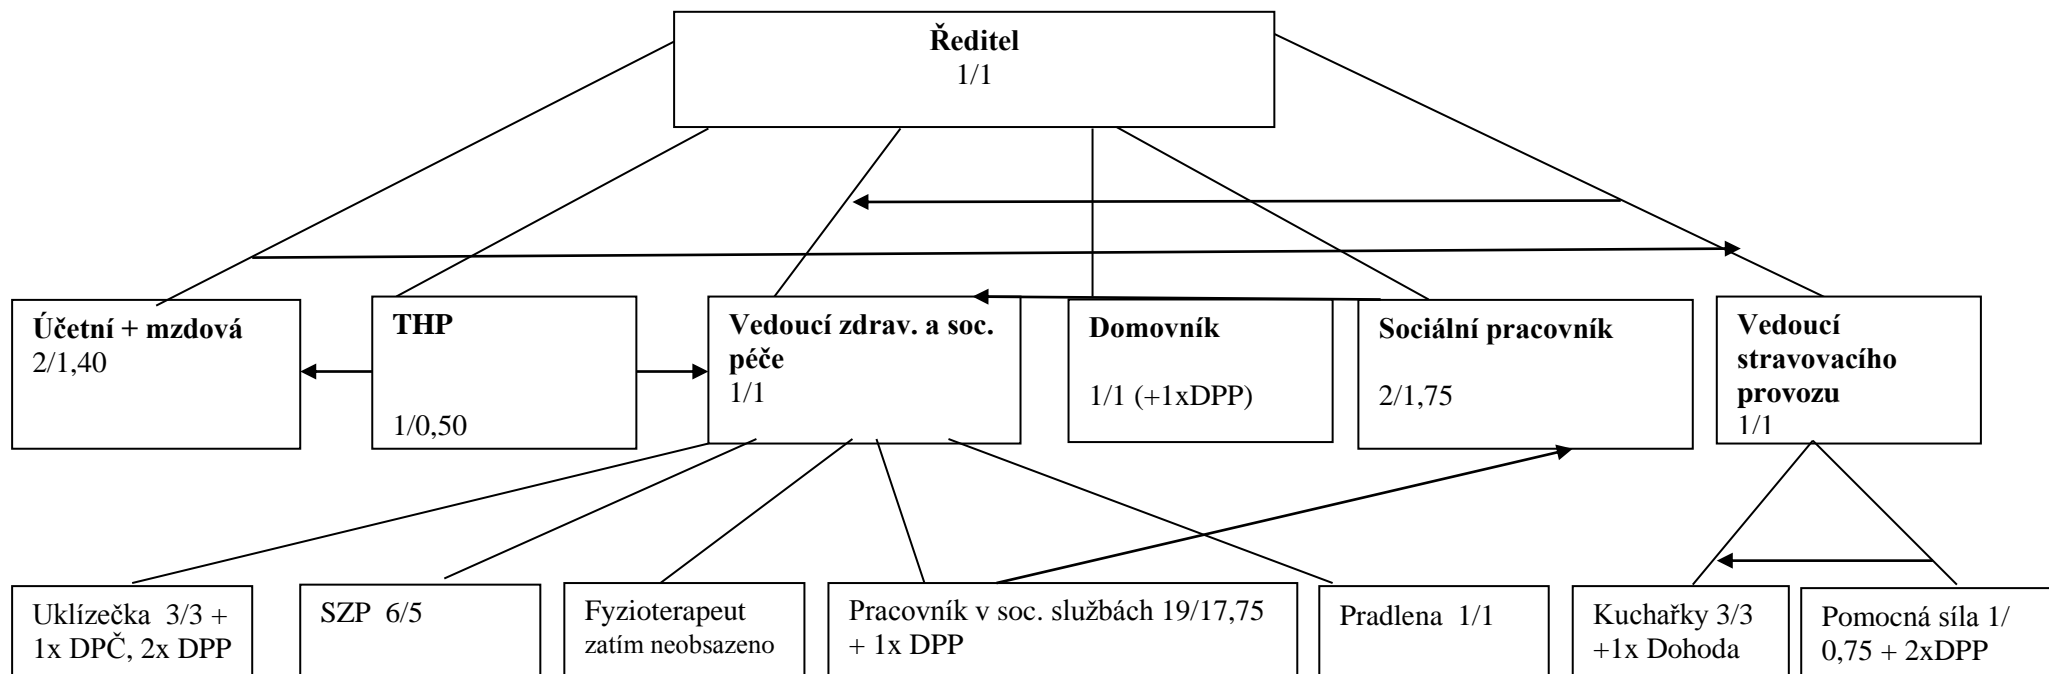 Ředitel
1/1
Účetní + mzdová
2/1,40
THP
1/0,50
Vedoucí zdrav. a soc.
péče
1/1
Domovník
1/1 (+1xDPP)
Sociální pracovník
2/1,75
Vedoucí
stravovacího
provozu
1/1
Uklízečka 3/3 +
1x DPČ, 2x DPP
SZP 6/5
Fyzioterapeut
zatím neobsazeno
Pracovník v soc. službách 19/17,75
+ 1x DPP
Pradlena 1/1
Kuchařky 3/3
+1x Dohoda
Pomocná síla 1/
0,75 + 2xDPP